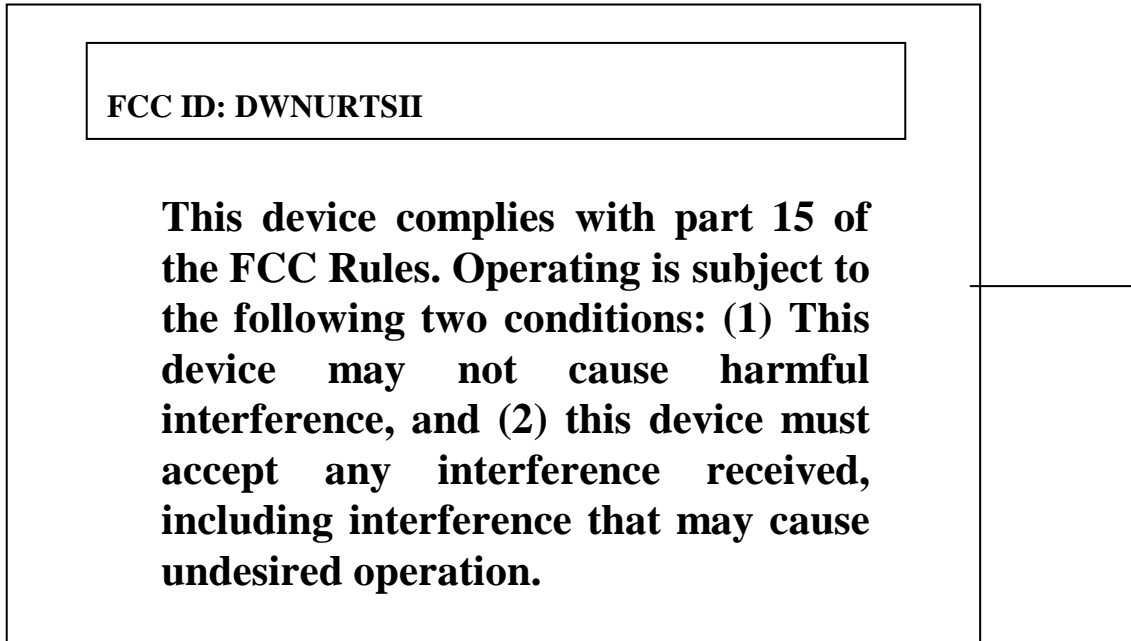 FCC ID: DWNURTSII
This device complies with part 15 of
the FCC Rules. Operating is subject to
the following two conditions: (1) This
device may not cause harmful
interference, and (2) this device must
accept any interference received,
including interference that may cause
undesired operation.